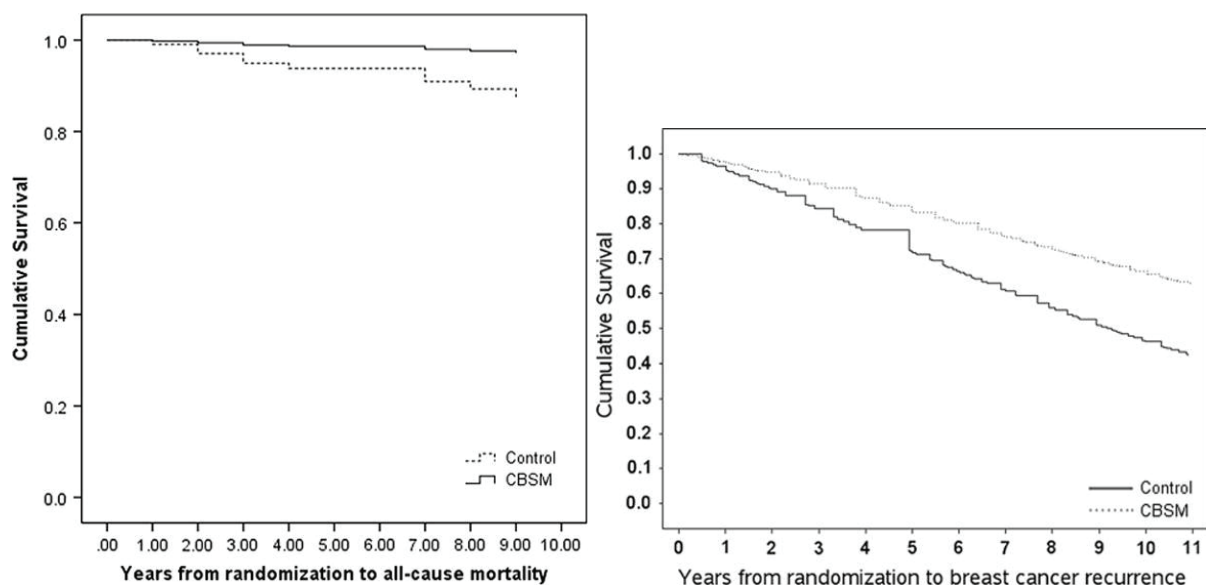 Cumulative Survival
1.0
0.8
0.6
0.4
0.2
0.0
Control
CBSM
.00 1.00 2.00 3.00 4.00 5.00 6.00 7.00 8.00 9.00 10.00
Years from randomization to all-cause mortality
Cumulative Survival
1.0
0.9
0.8
0.7
0.6
0.5
0.4
0.3
0.2
0.1
0.0
Control
CBSM
0 1 2 3 4 5 6 7 8 9 10 11
Years from randomization to breast cancer recurrence